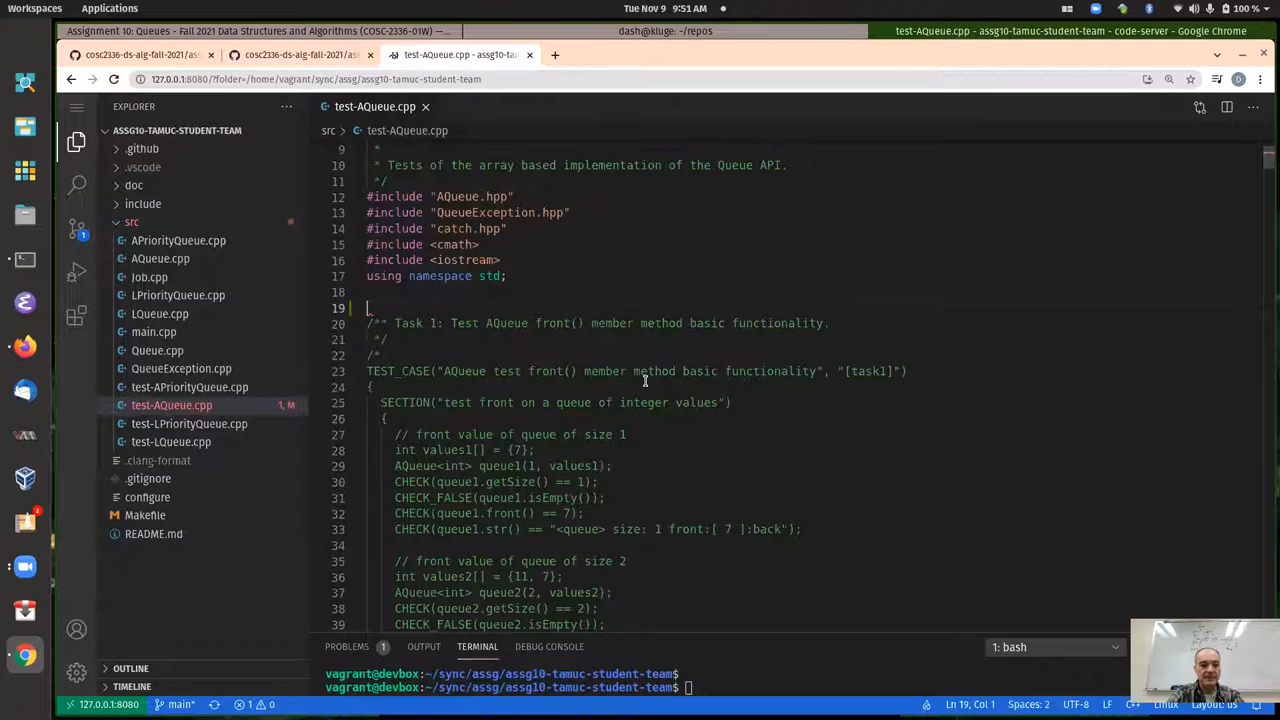 Workspaces Applications May 9 9:51 AM 100 %
Assignment 10: Queues - Fall 2021 Data Structures and Algorithms (COSC-2336-01W) —... dash@kluge: ~/repos test-AQueue.cpp - assg10-tamuc-student-team - code-server - Google Chrome
cosc2336-ds-alg-fall-2021/ass cosc2336-ds-alg-fall-2021/ass test-AQueue.cpp - assg10-ta
127.0.0.1:8080/?folder=/home/vagrant/sync/assg/assg10-tamuc-student-team
EXPLORER
ASSG10-TAMUC-STUDENT-TEAM
.github
.vscode
doc
include
src
APriorityQueue.cpp
AQueue.cpp
Job.cpp
LPriorityQueue.cpp
LQueue.cpp
main.cpp
Queue.cpp
QueueException.cpp
test-APriorityQueue.cpp
test-AQueue.cpp 1, M
test-LPriorityQueue.cpp
test-LQueue.cpp
.clang-format
.gitignore
configure
Makefile
README.md
OUTLINE
TIMELINE
test-AQueue.cpp
src > test-AQueue.cpp
9 *
10 * Tests of the array based implementation of the Queue API.
11 */
12 #include "AQueue.hpp"
13 #include "QueueException.hpp"
14 #include "catch.hpp"
15 #include <cmath>
16 #include <iostream>
17 using namespace std;
18
19
20 /** Task 1: Test AQueue front() member method basic functionality.
21 */
22 /*
23 TEST_CASE("AQueue test front() member method basic functionality", "[task1]")
24 {
25 SECTION("test front on a queue of integer values")
26 {
27 // front value of queue of size 1
28 int values1[] = {7};
29 AQueue<int> queue1(1, values1);
30 CHECK(queue1.getSize() == 1);
31 CHECK_FALSE(queue1.isEmpty());
32 CHECK(queue1.front() == 7);
33 CHECK(queue1.str() == "<queue> size: 1 front:[ 7 ]:back");
34
35 // front value of queue of size 2
36 int values2[] = {11, 7};
37 AQueue<int> queue2(2, values2);
38 CHECK(queue2.getSize() == 2);
39 CHECK_FALSE(queue2.isEmpty());
PROBLEMS 1 OUTPUT TERMINAL DEBUG CONSOLE 1: bash
vagrant@devbox:~/sync/assg/assg10-tamuc-student-team$
vagrant@devbox:~/sync/assg/assg10-tamuc-student-team$
127.0.0.1:8080 main* 1 0 Ln 19, Col 1 Spaces: 2 UTF-8 LF C++ Linux Layout: us